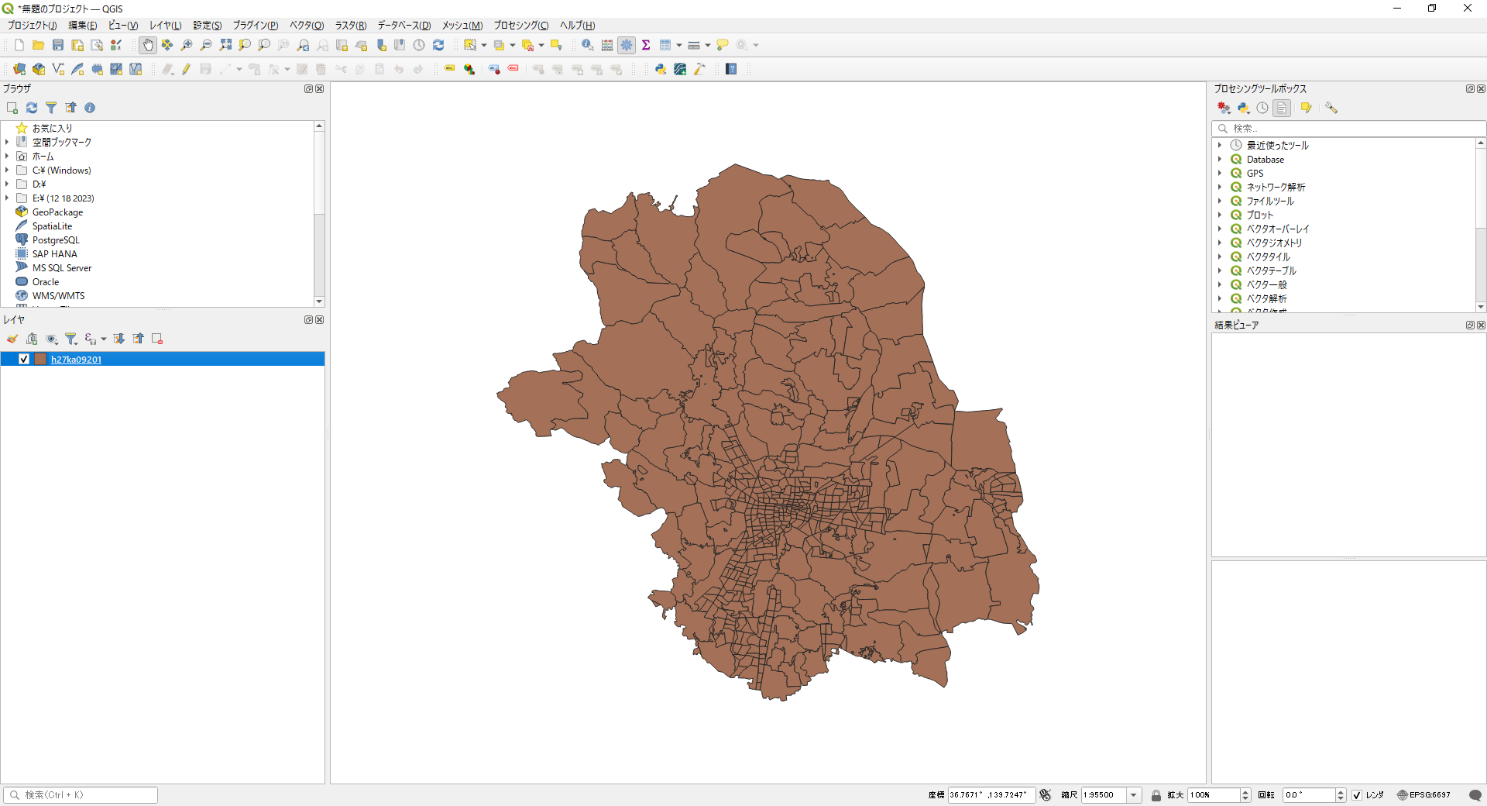 *無題のプロジェクト — QGIS
プロジェクト(J) 編集(E) ビュー(V) レイヤ(L) 設定(S) プラグイン(P) ベクタ(O) ラスタ(R) データベース(D) メッシュ(M) プロセシング(C) ヘルプ(H)
ブラウザ
お気に入り
空間ブックマーク
ホーム
C:¥ (Windows)
D:¥
E:¥ (12 18 2023)
GeoPackage
SpatiaLite
PostgreSQL
SAP HANA
MS SQL Server
Oracle
WMS/WMTS
レイヤ
h27ka09201
プロセシングツールボックス
検索..
最近使ったツール
Database
GPS
ネットワーク解析
ファイルツール
プロット
ベクタオーバーレイ
ベクタジオメトリ
ベクタタイル
ベクタテーブル
ベクタ一般
ベクタ解析
ベクタ作成
結果ビューア
検索(Ctrl + K)
座標 36.7671° ,139.7247° 縮尺 1:95500 拡大 100% 回転 0.0 ° レンダ EPSG:6697